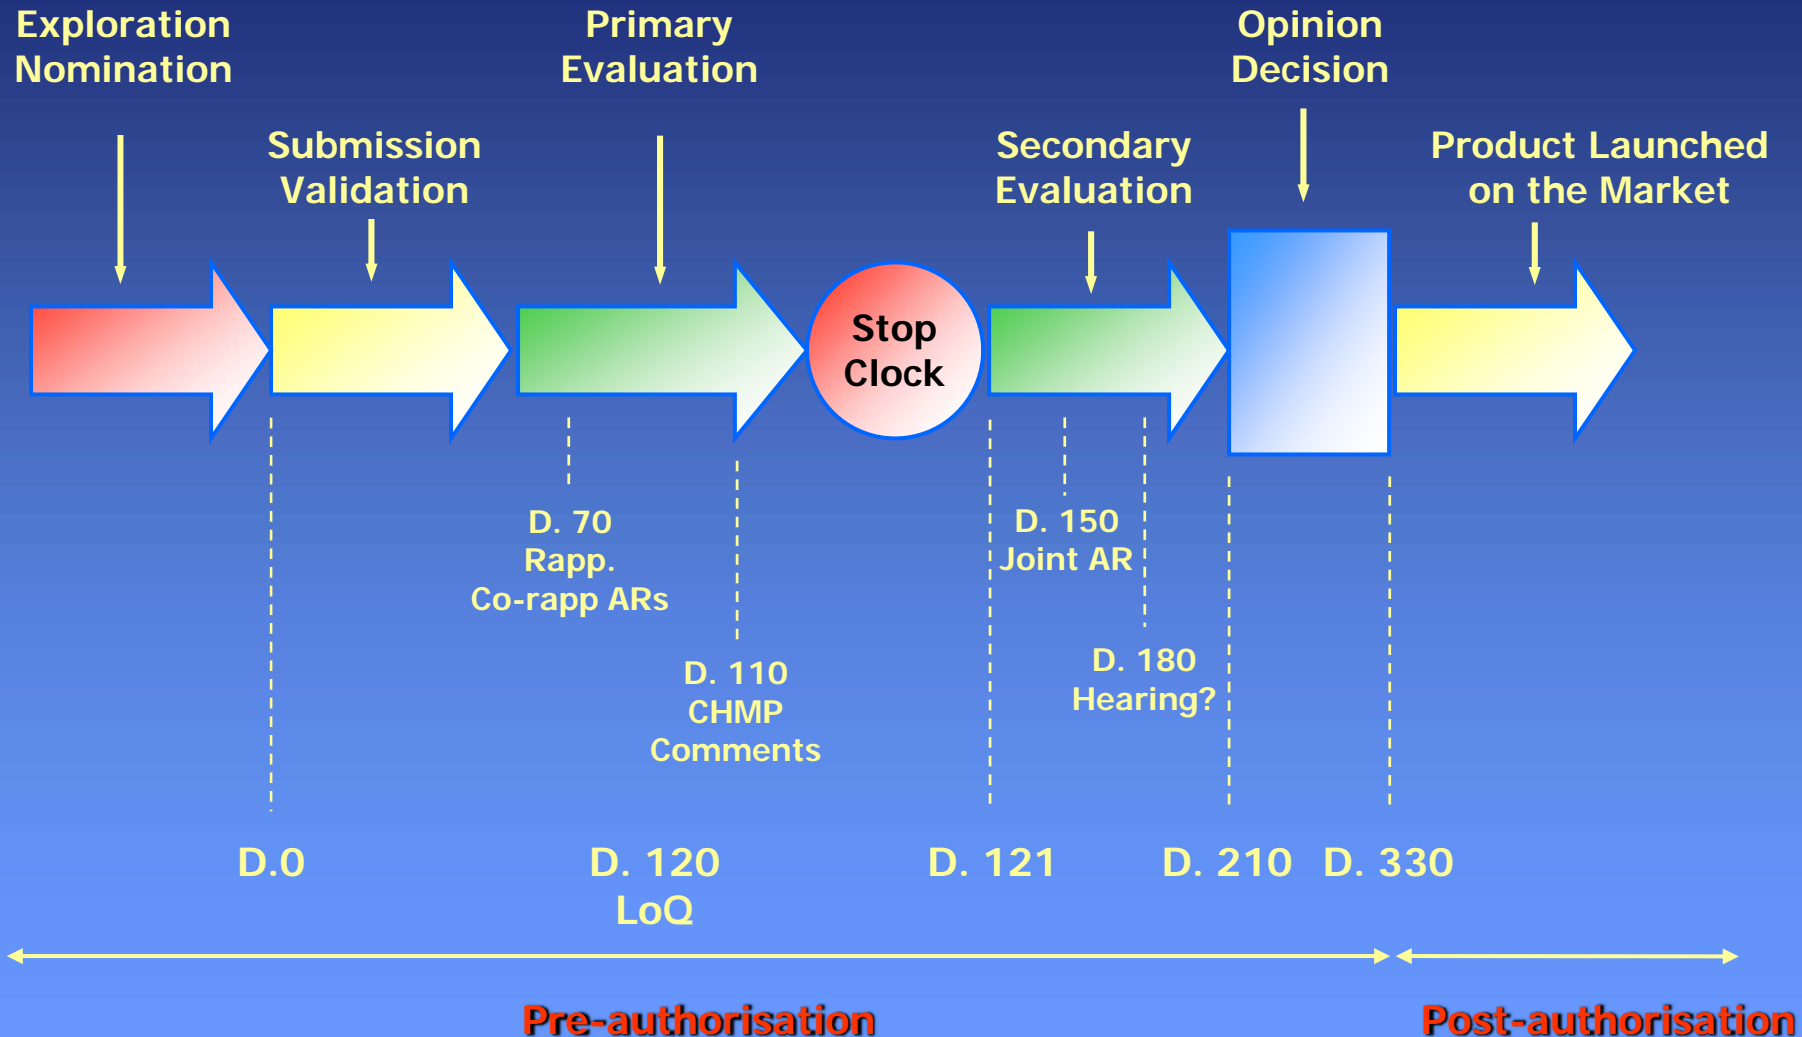 Exploration
Nomination
Primary
Evaluation
Opinion
Decision
Submission
Validation
Secondary
Evaluation
Product Launched
on the Market
Stop
Clock
D. 70
Rapp.
Co-rapp ARs
D. 150
Joint AR
D. 110
CHMP
Comments
D. 180
Hearing?
D.0
D. 120
LoQ
D. 121
D. 210
D. 330
Pre-authorisation
Post-authorisation